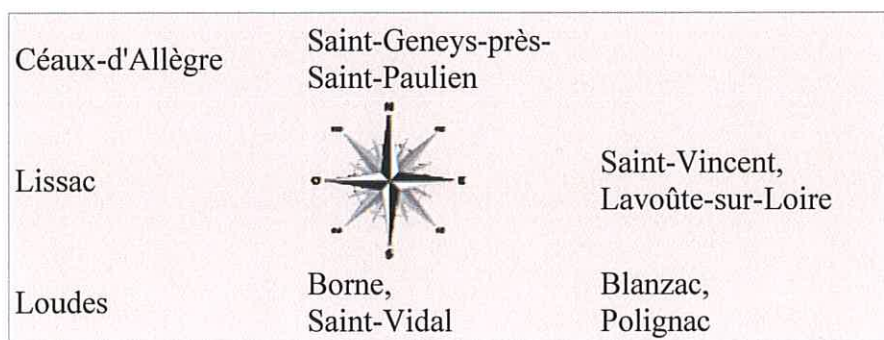 Céaux-d'Allègre
Saint-Geneys-près-
Saint-Paulien
N
Lissac
O
E
Saint-Vincent,
Lavoûte-sur-Loire
S
Loudes
Borne,
Saint-Vidal
Blanzac,
Polignac